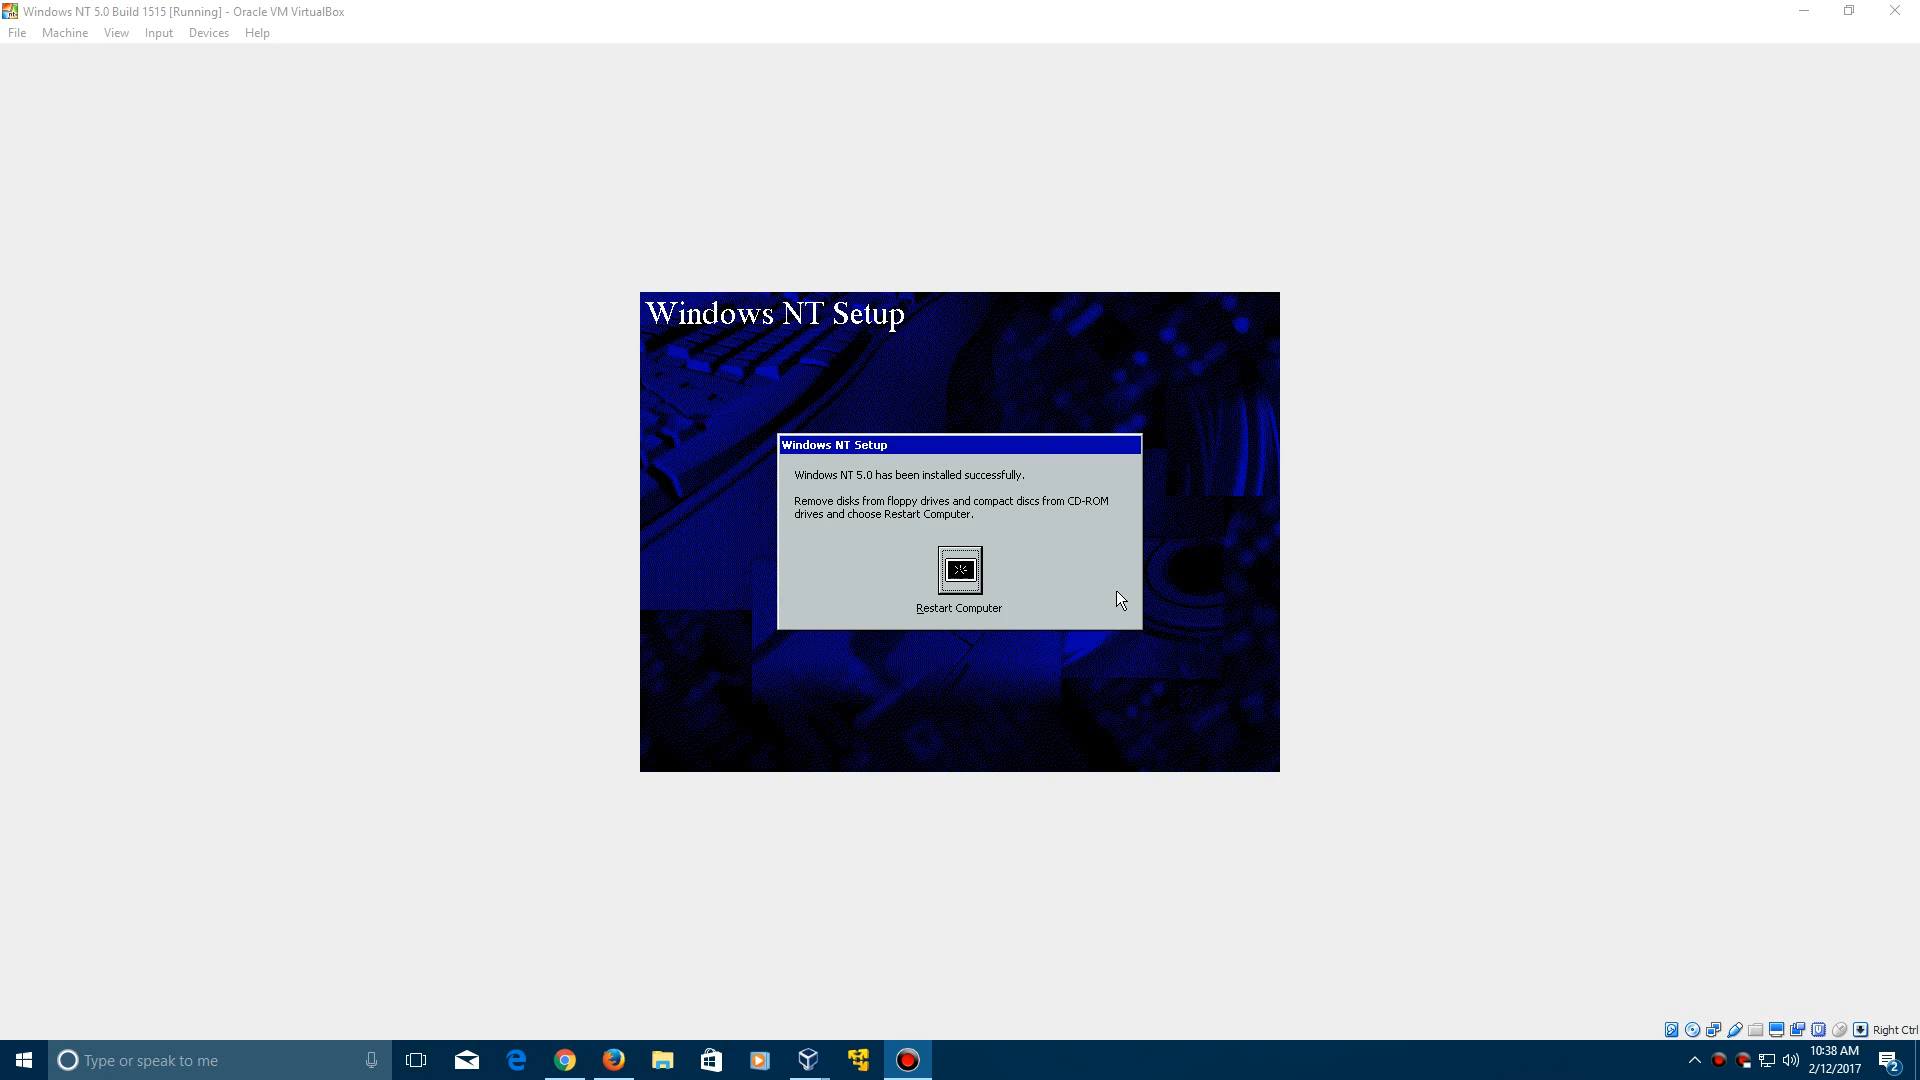 Windows NT 5.0 Build 1515 [Running] - Oracle VM VirtualBox
File Machine View Input Devices Help
Windows NT Setup
Windows NT Setup
Windows NT 5.0 has been installed successfully.
Remove disks from floppy drives and compact discs from CD-ROM
drives and choose Restart Computer.
Restart Computer
Right Ctrl
Type or speak to me
10:38 AM
2/12/2017
2